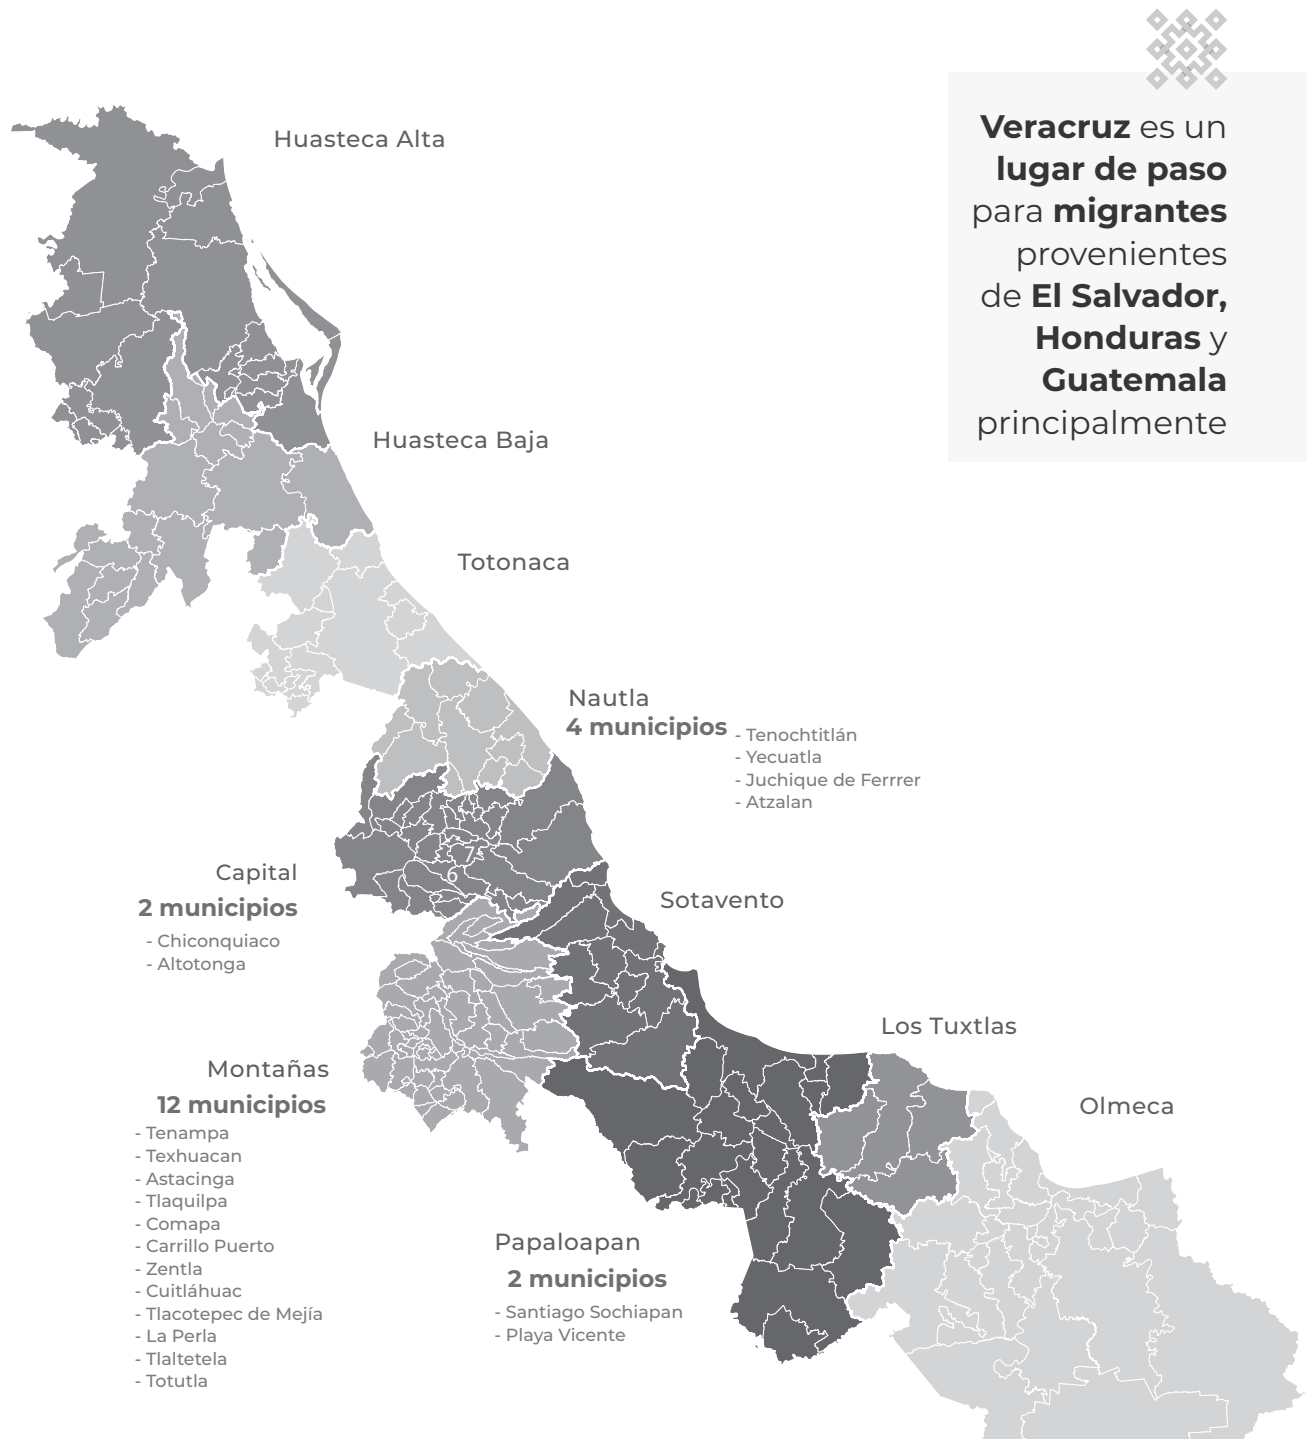 Veracruz es un
lugar de paso
para migrantes
provenientes
de El Salvador,
Honduras y
Guatemala
principalmente
Huasteca Alta
Huasteca Baja
Totonaca
Nautla
4 municipios
- Tenochtitlán
- Yecuatla
- Juchique de Ferrrer
- Atzalan
7
6
Capital
2 municipios
- Chiconquiaco
- Altotonga
Sotavento
Los Tuxtlas
Montañas
12 municipios
- Tenampa
- Texhuacan
- Astacinga
- Tlaquilpa
- Comapa
- Carrillo Puerto
- Zentla
- Cuitláhuac
- Tlacotepec de Mejía
- La Perla
- Tlaltetela
- Totutla
Olmeca
Papaloapan
2 municipios
- Santiago Sochiapan
- Playa Vicente